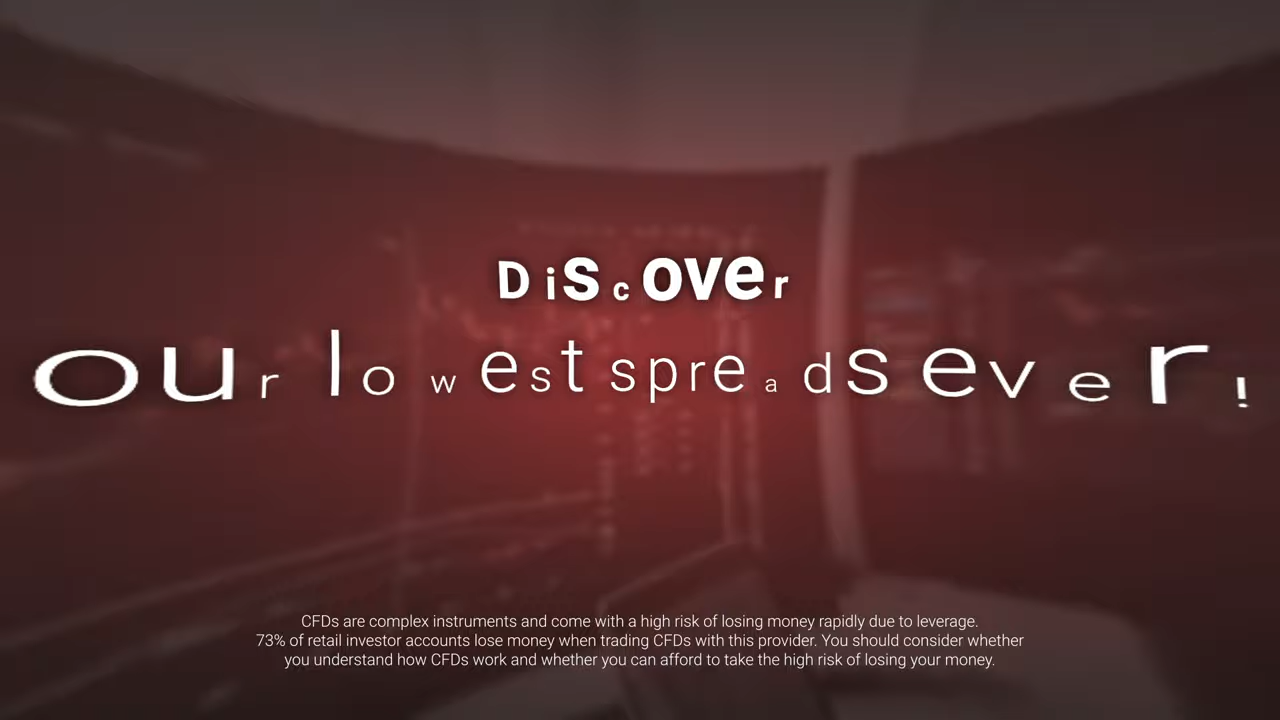 Discover
our lowest spreads ever!
CFDs are complex instruments and come with a high risk of losing money rapidly due to leverage.
73% of retail investor accounts lose money when trading CFDs with this provider. You should consider whether
you understand how CFDs work and whether you can afford to take the high risk of losing your money.